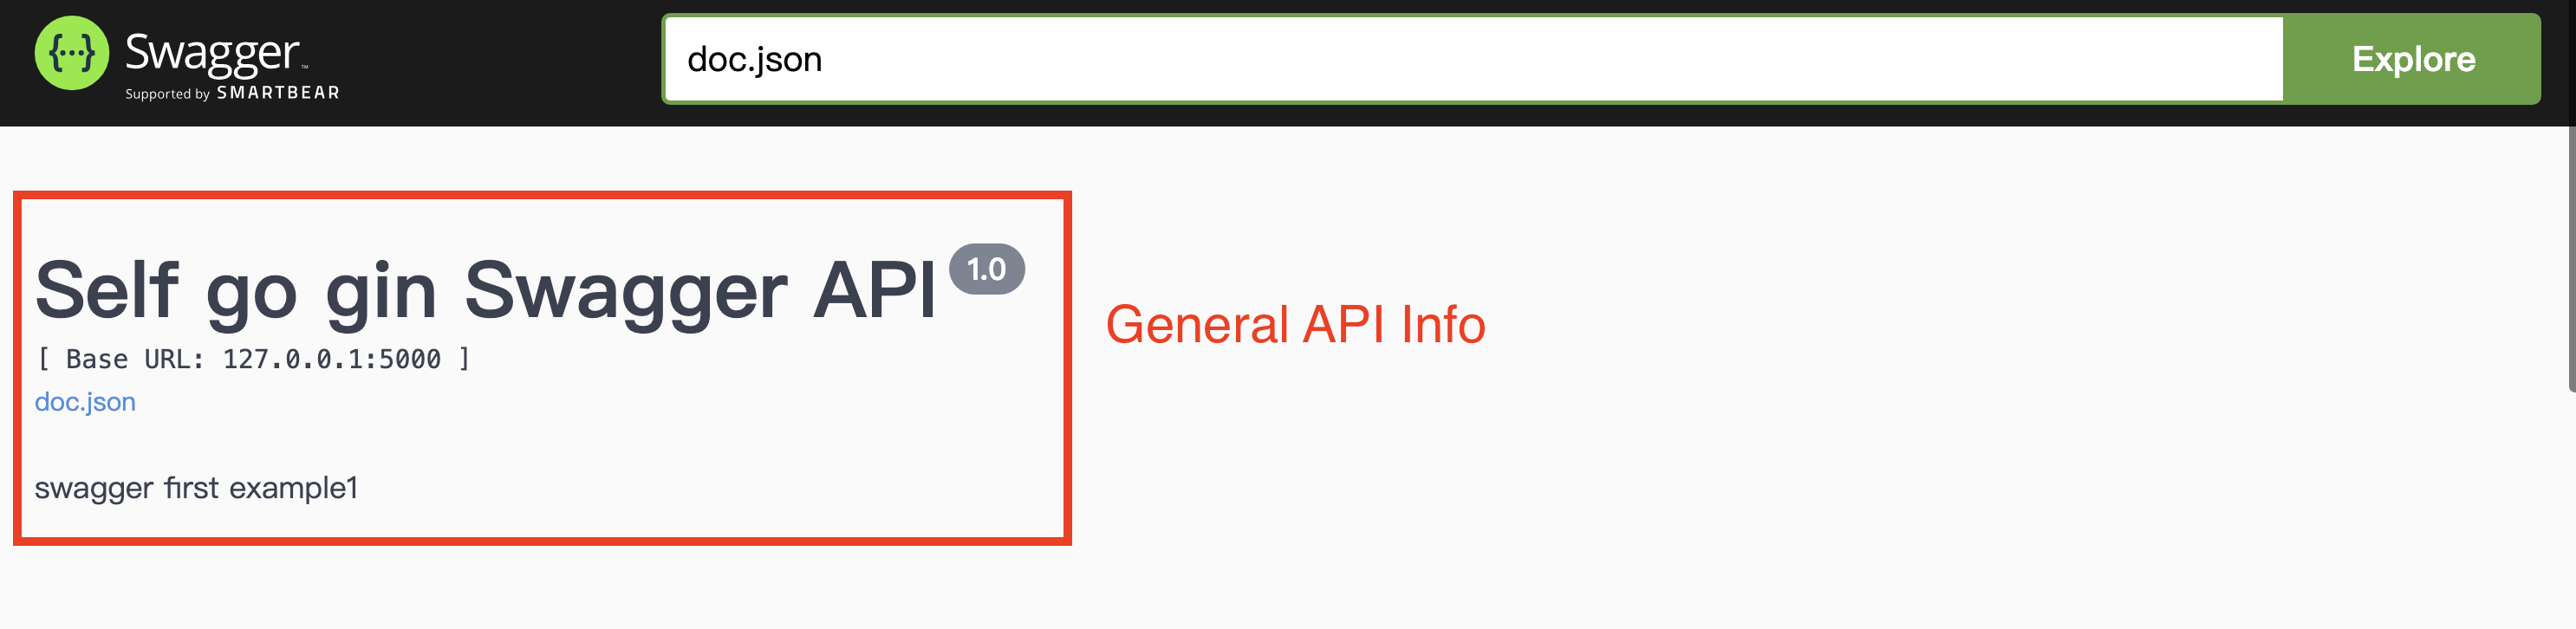 Swagger™
Supported by SMARTBEAR
doc.json
Explore
Self go gin Swagger API 1.0
[ Base URL: 127.0.0.1:5000 ]
doc.json
swagger first example1
General API Info